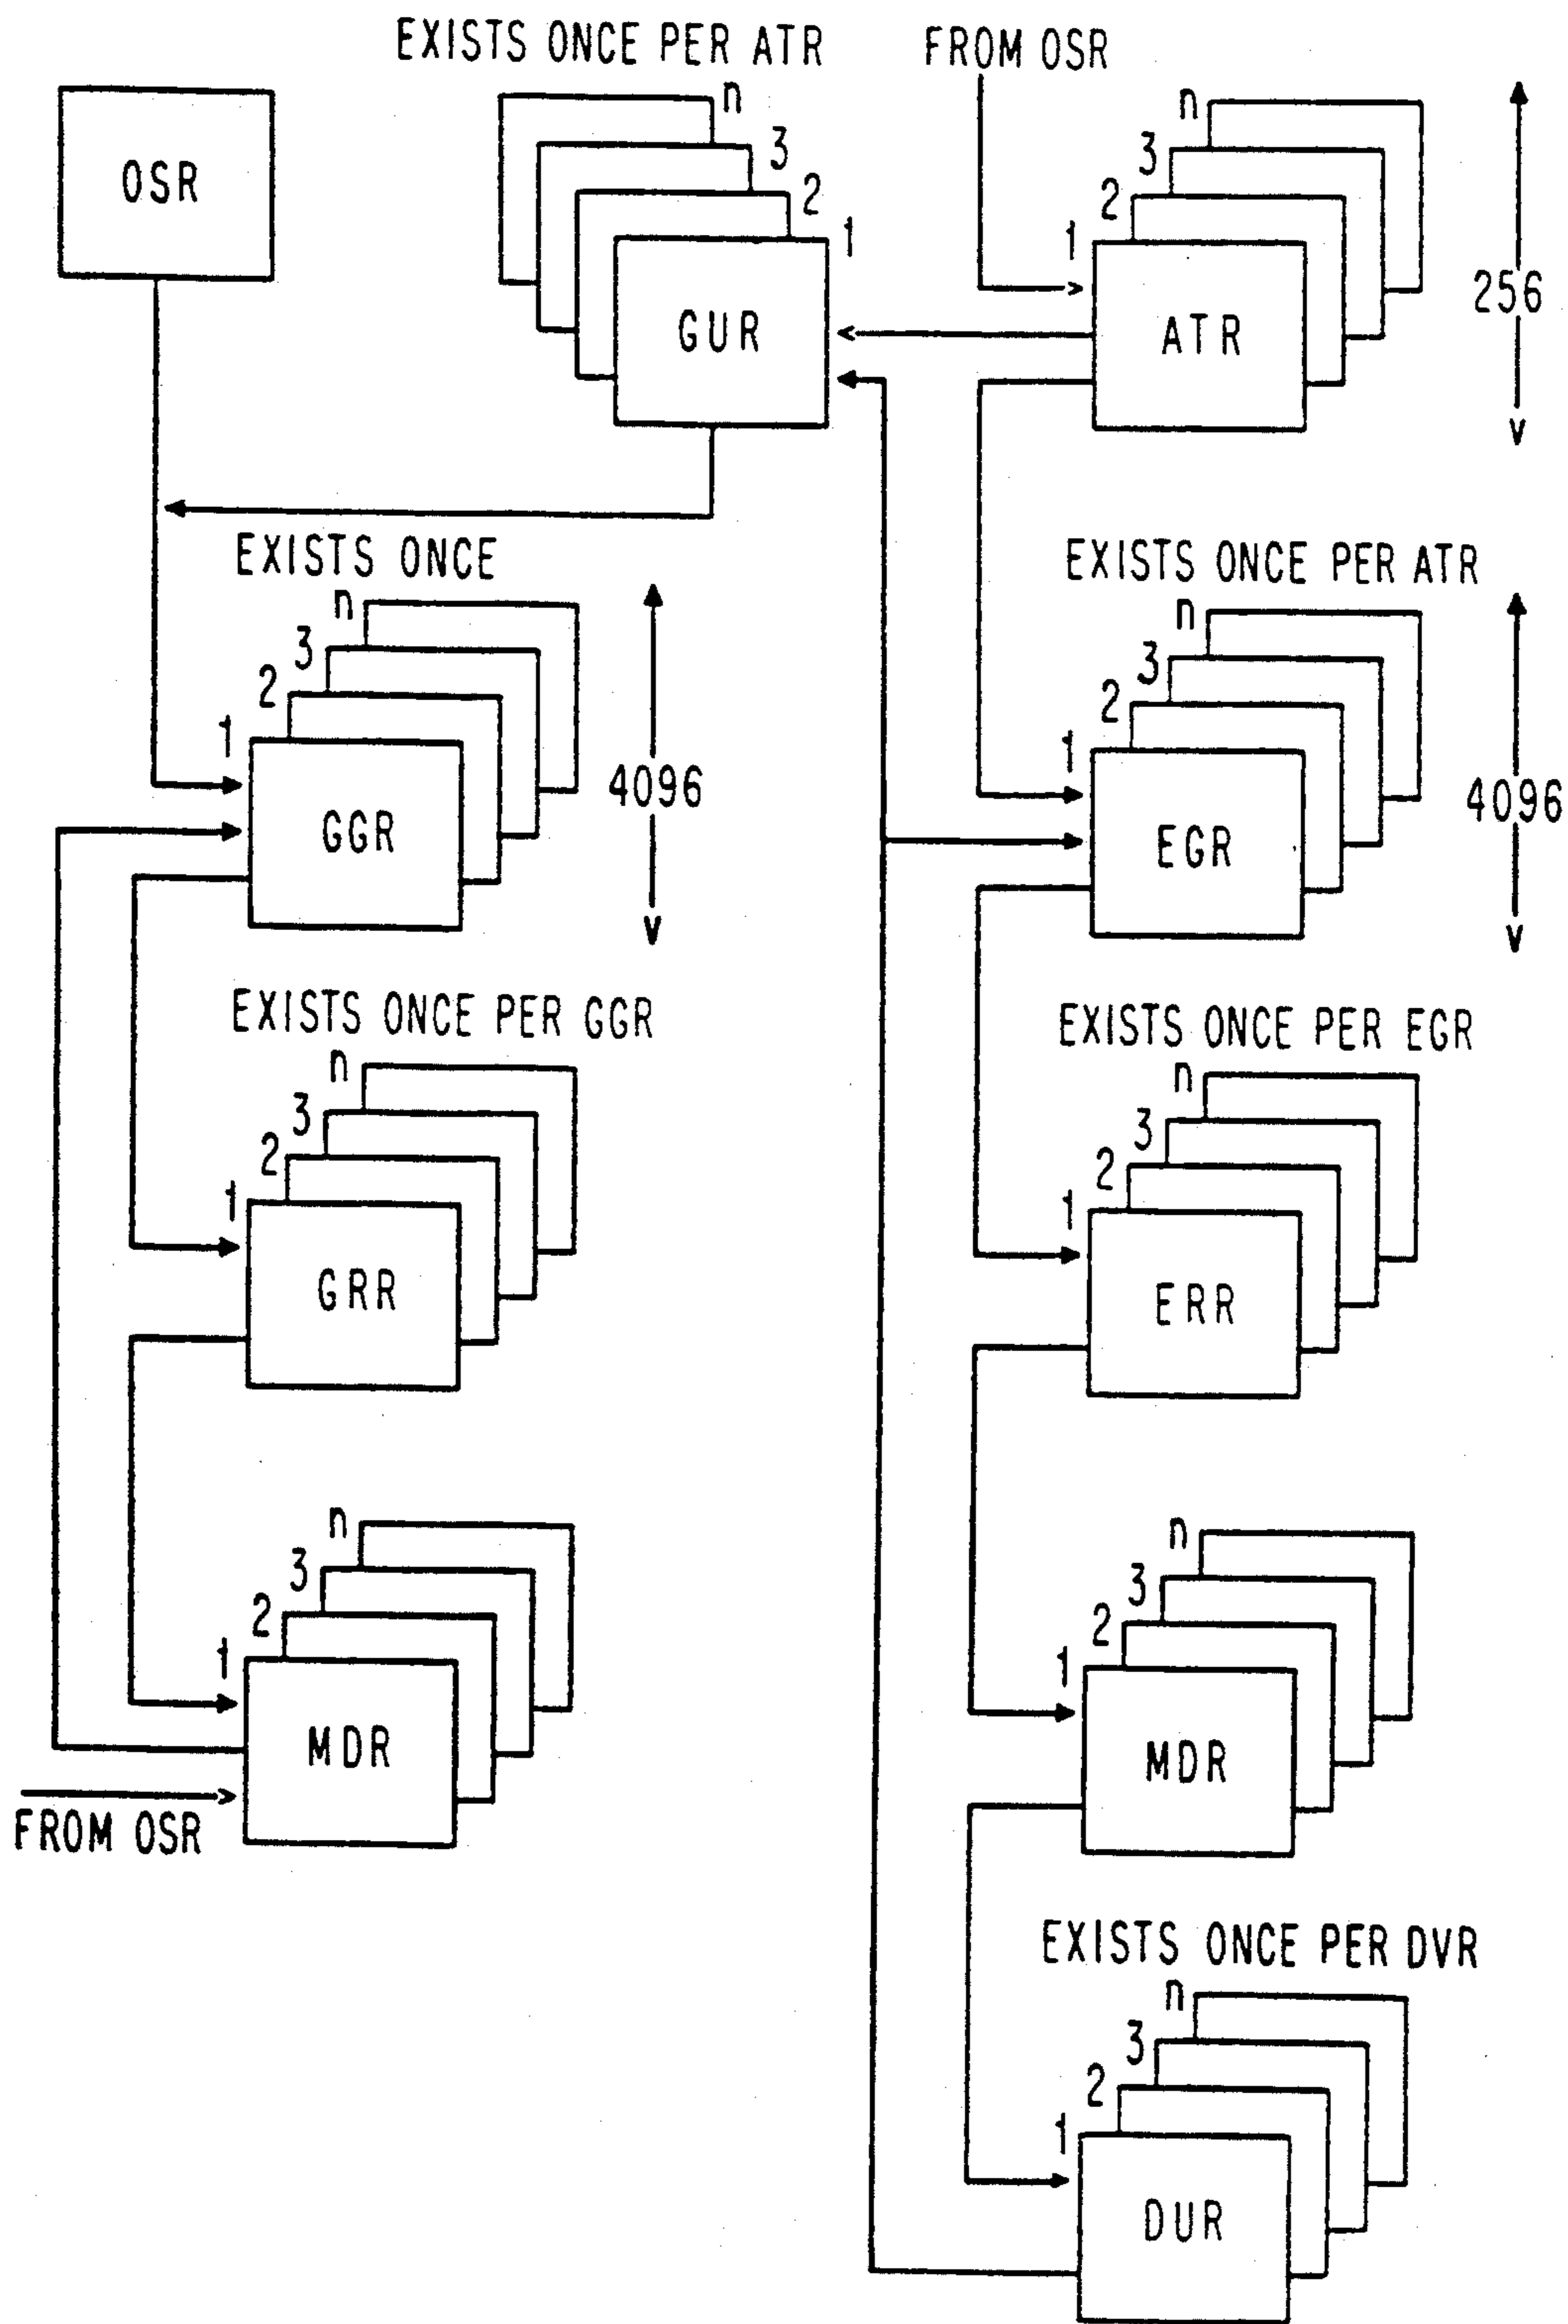 EXISTS ONCE PER ATR
FROM OSR
OSR
n
3
2
1
GUR
n
3
2
1
ATR
256
EXISTS ONCE
n
3
2
1
GGR
4096
EXISTS ONCE PER ATR
n
3
2
1
EGR
4096
EXISTS ONCE PER GGR
n
3
2
1
GRR
EXISTS ONCE PER EGR
n
3
2
1
ERR
n
3
2
1
MDR
FROM OSR
n
3
2
1
MDR
EXISTS ONCE PER DVR
n
3
2
1
DUR